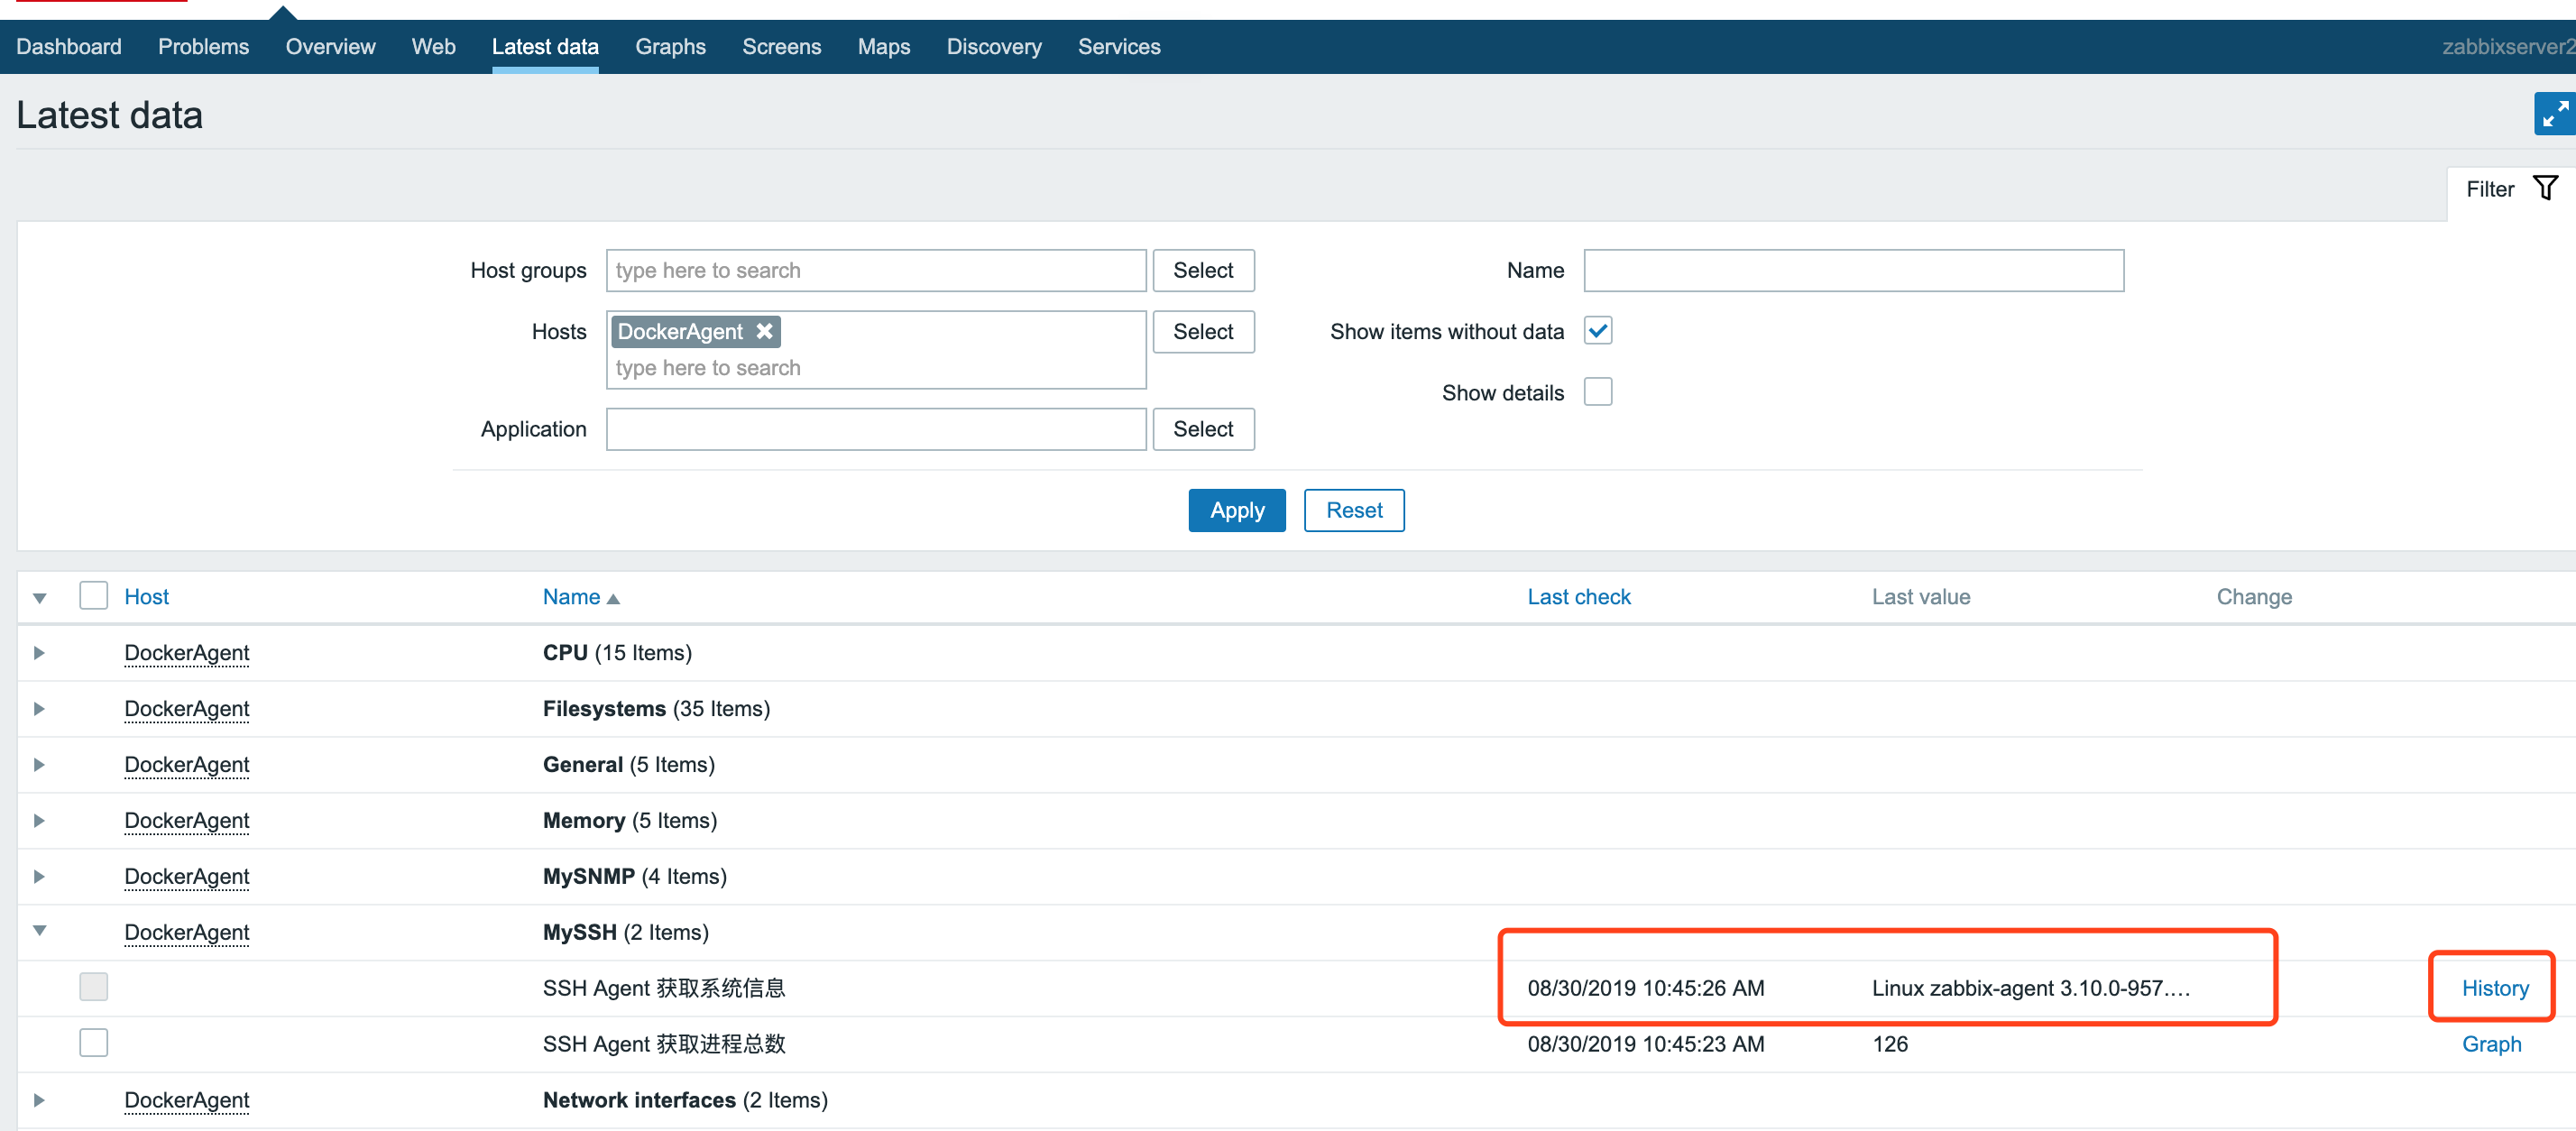 Dashboard Problems Overview Web Latest data Graphs Screens Maps Discovery Services zabbixserver2
Latest data
Filter
Host groups type here to search Select Name
Hosts DockerAgent Select Show items without data
type here to search
Show details
Application Select
Apply Reset
Host Name Last check Last value Change
DockerAgent CPU (15 Items)
DockerAgent Filesystems (35 Items)
DockerAgent General (5 Items)
DockerAgent Memory (5 Items)
DockerAgent MySNMP (4 Items)
DockerAgent MySSH (2 Items)
SSH Agent 获取系统信息 08/30/2019 10:45:26 AM Linux zabbix-agent 3.10.0-957.... History
SSH Agent 获取进程总数 08/30/2019 10:45:23 AM 126 Graph
DockerAgent Network interfaces (2 Items)